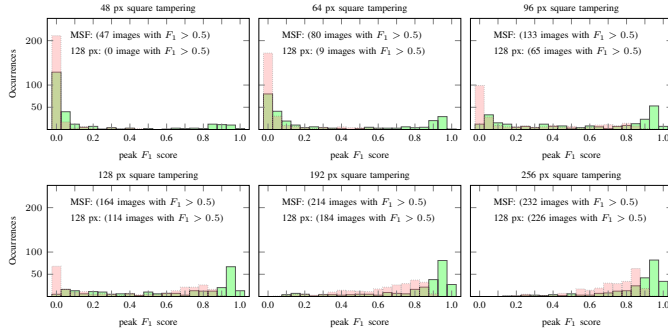 48 px square tampering
64 px square tampering
96 px square tampering
Occurrences
200
150
100
50
MSF: (47 images with F1 > 0.5)
128 px: (0 image with F1 > 0.5)
MSF: (80 images with F1 > 0.5)
128 px: (9 images with F1 > 0.5)
MSF: (133 images with F1 > 0.5)
128 px: (65 images with F1 > 0.5)
0.0 0.2 0.4 0.6 0.8 1.0
0.0 0.2 0.4 0.6 0.8 1.0
0.0 0.2 0.4 0.6 0.8 1.0
peak F1 score
peak F1 score
peak F1 score
128 px square tampering
192 px square tampering
256 px square tampering
Occurrences
200
150
100
50
MSF: (164 images with F1 > 0.5)
128 px: (114 images with F1 > 0.5)
MSF: (214 images with F1 > 0.5)
128 px: (184 images with F1 > 0.5)
MSF: (232 images with F1 > 0.5)
128 px: (226 images with F1 > 0.5)
0.0 0.2 0.4 0.6 0.8 1.0
0.0 0.2 0.4 0.6 0.8 1.0
0.0 0.2 0.4 0.6 0.8 1.0
peak F1 score
peak F1 score
peak F1 score